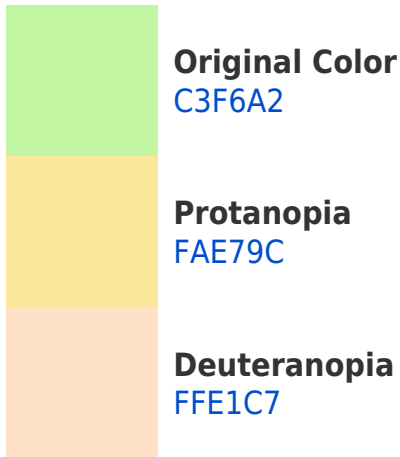 Original Color
C3F6A2
Protanopia
FAE79C
Deuteranopia
FFE1C7